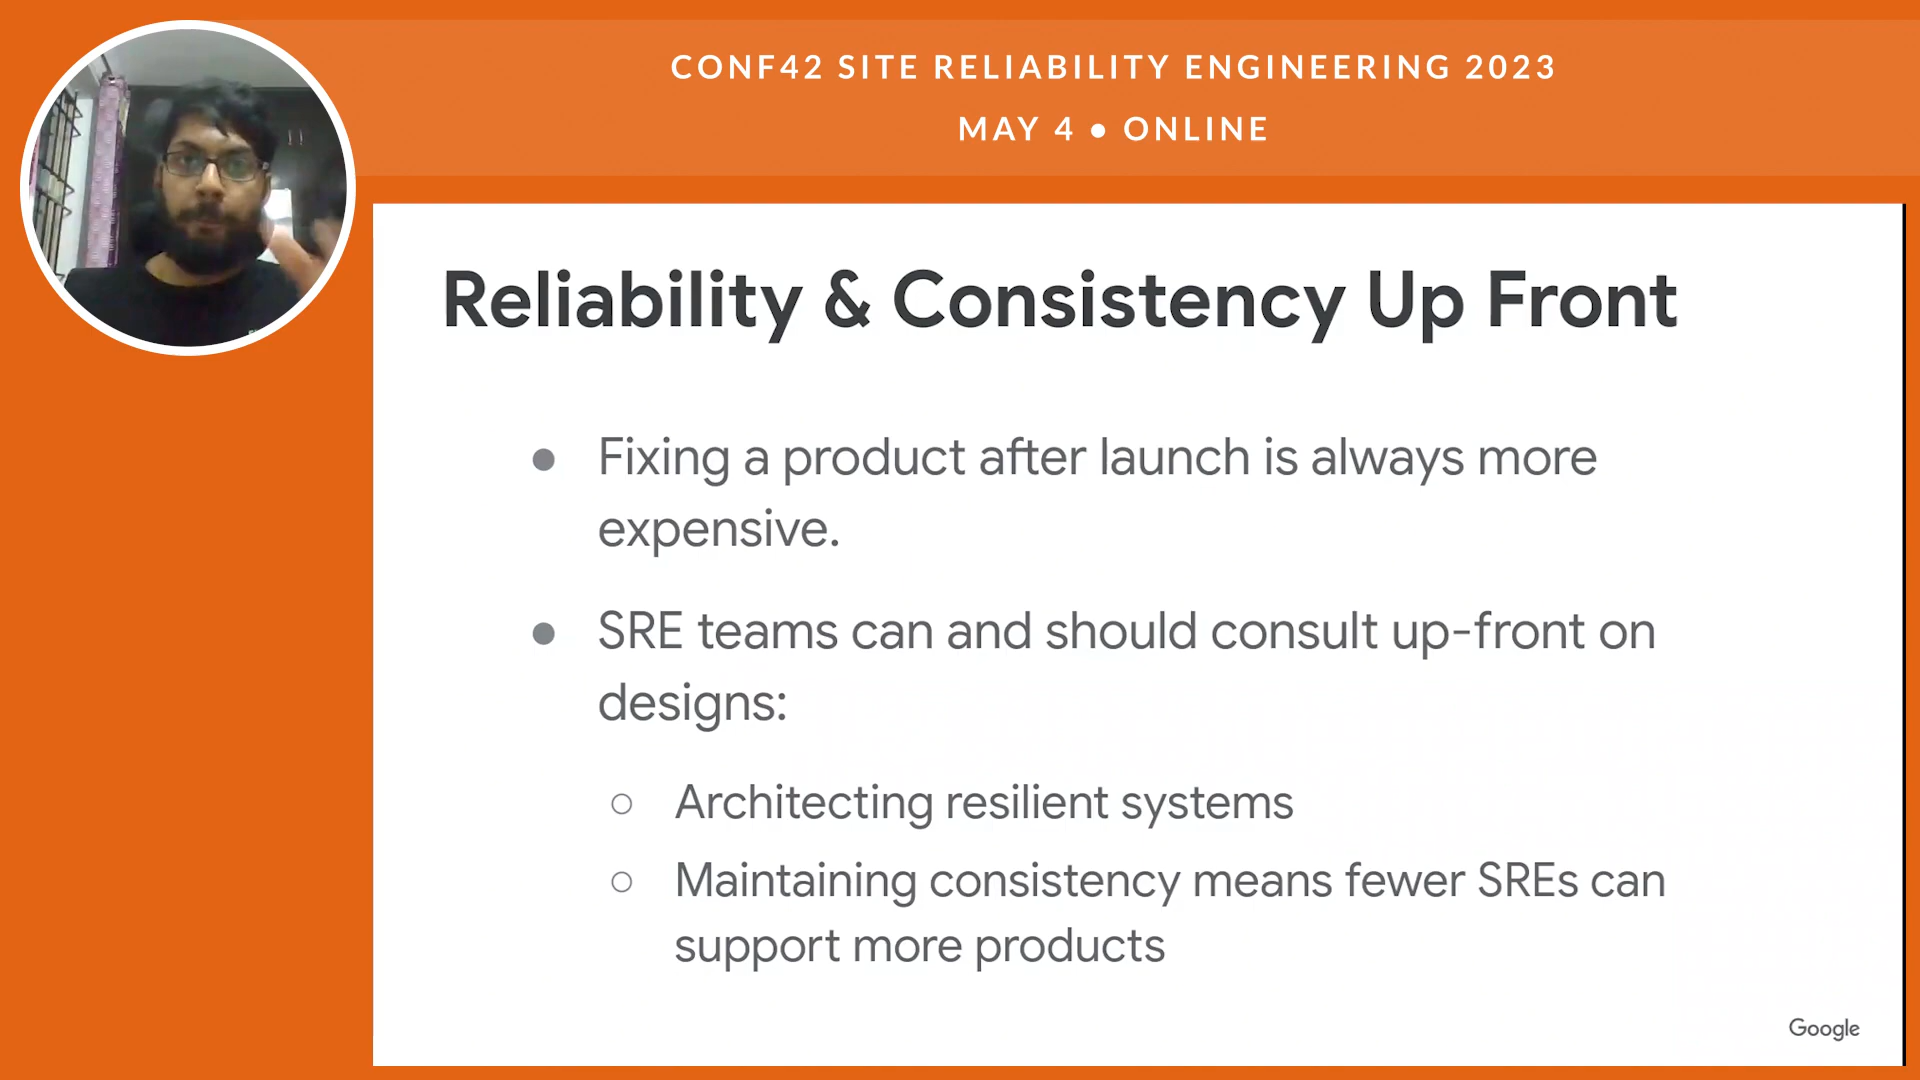 CONF42 SITE RELIABILITY ENGINEERING 2023
MAY 4 ● ONLINE
Reliability & Consistency Up Front
● Fixing a product after launch is always more
expensive.
● SRE teams can and should consult up-front on
designs:
○ Architecting resilient systems
○ Maintaining consistency means fewer SREs can
support more products
Google